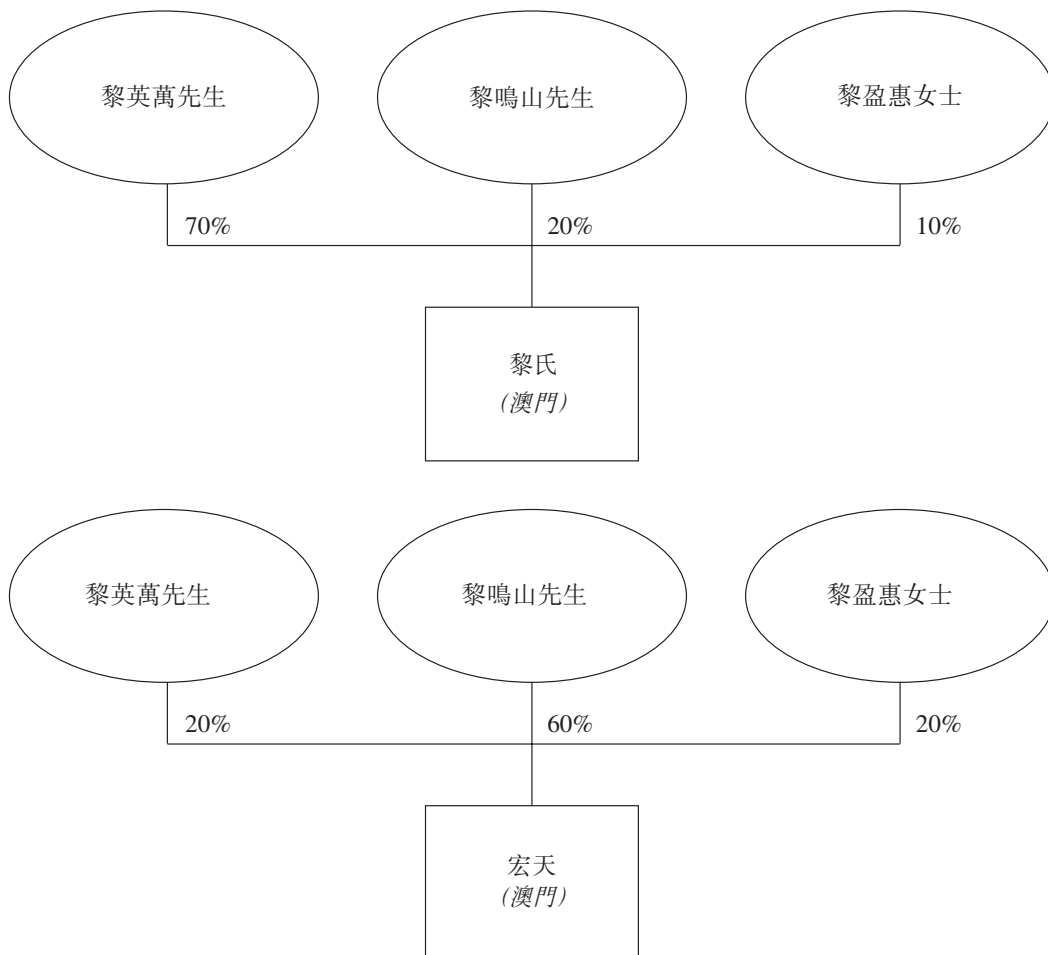 黎英萬先生
黎鳴山先生
黎盈惠女士
70%
20%
10%
黎氏
(澳門)
黎英萬先生
黎鳴山先生
黎盈惠女士
20%
60%
20%
宏天
(澳門)